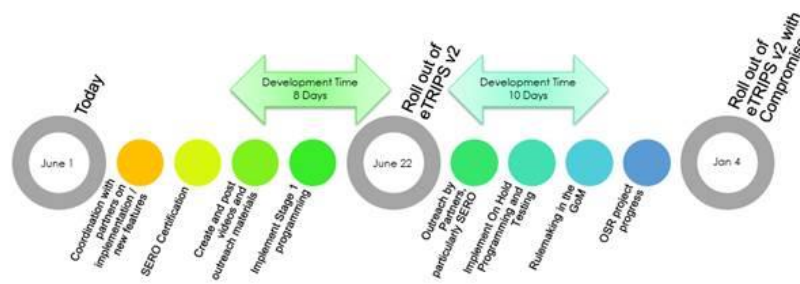 Today
Development Time
8 Days
Roll out of
eTRIPS v2
Development Time
10 Days
Roll out of
eTRIPS v2 with
Compromise
June 1
June 22
Jan 4
Coordination with
partners on
implementation /
new features
SERO Certification
Create and post
videos and
outreach materials
Implement Stage 1
programming
Outreach by
Partners,
particularly SERO
Implement On Hold
Programming and
Testing
Rulemaking in the
GoM
OSR project
progress